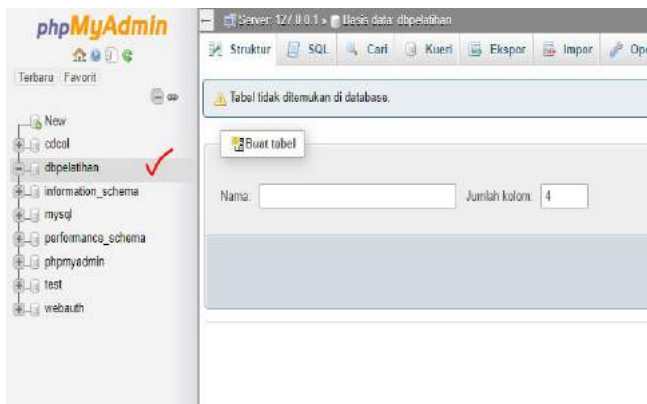 phpMyAdmin
Terbaru Favorit
New
cdcol
dbpelatihan
information_schema
mysql
performance_schema
phpmyadmin
test
webauth
Server: 127.0.0.1 » Basis data: dbpelatihan
Struktur SQL Cari Kueri Ekspor Impor Ope
Tabel tidak ditemukan di database.
Buat tabel
Nama: Jumlah kolom: 4